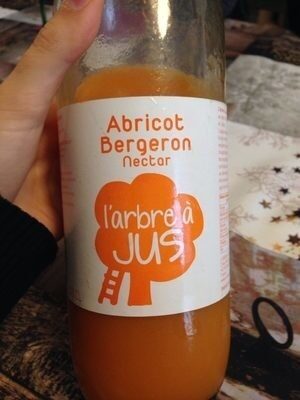 Abricot
Bergeron
Nectar
l'arbre à
JUS